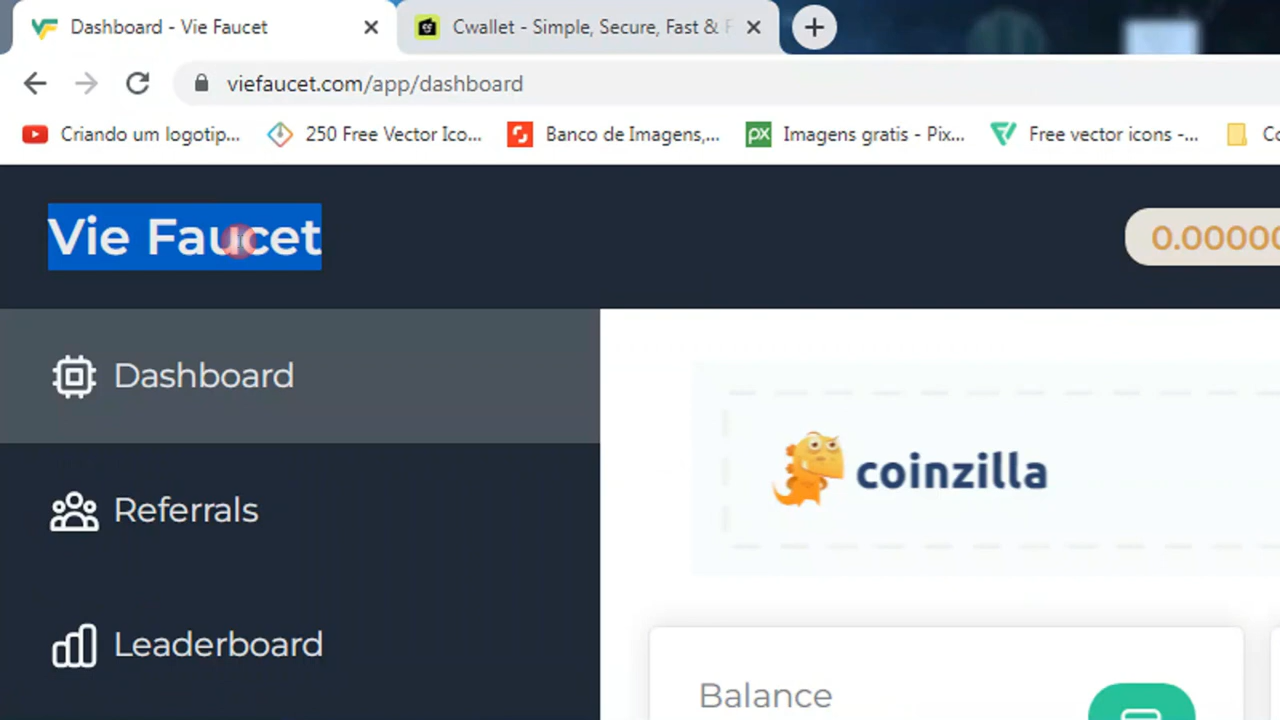 Dashboard - Vie Faucet
Cwallet - Simple, Secure, Fast & F
viefaucet.com/app/dashboard
Criando um logotip...
250 Free Vector Ico...
Banco de Imagens,...
Imagens gratis - Pix...
Free vector icons -...
Co
Vie Faucet
0.00000
Dashboard
coinzilla
Referrals
Leaderboard
Balance